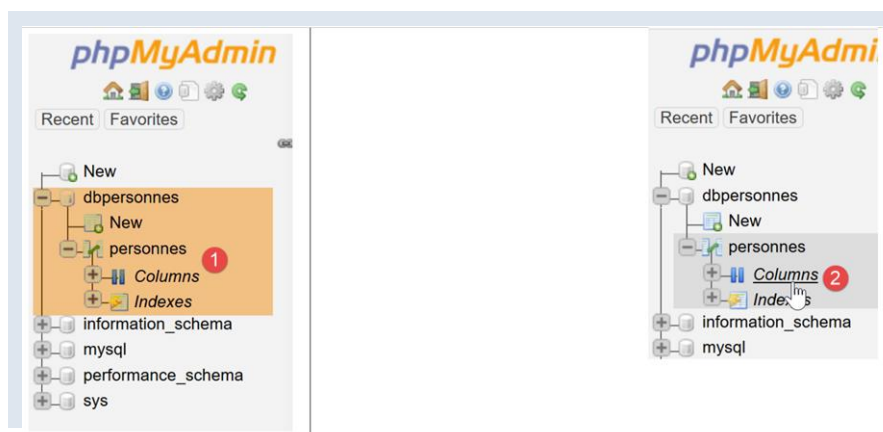 phpMyAdmin
Recent Favorites
New
dbpersonnes
New
personnes
1
Columns
Indexes
information_schema
mysql
performance_schema
sys
phpMyAdmi
Recent Favorites
New
dbpersonnes
New
personnes
Columns 2
Indexes
information_schema
mysql